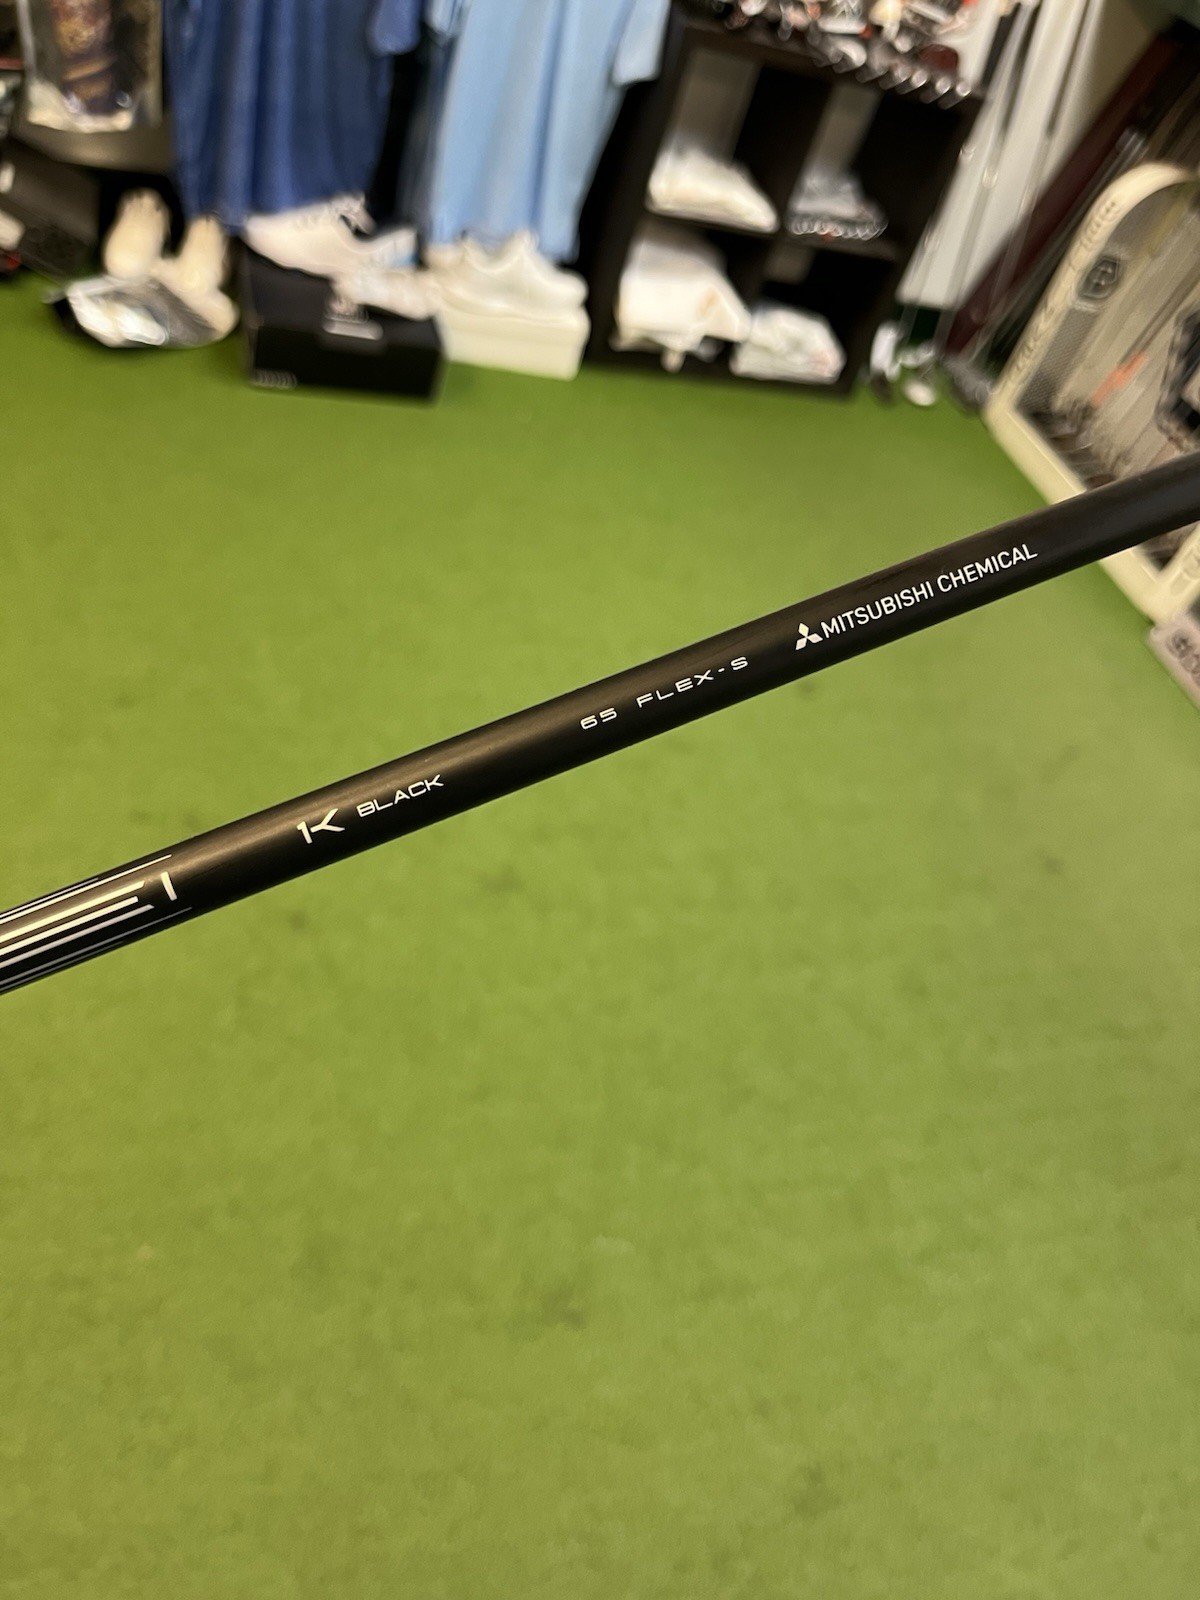 1K BLACK
65 FLEX-S
MITSUBISHI CHEMICAL